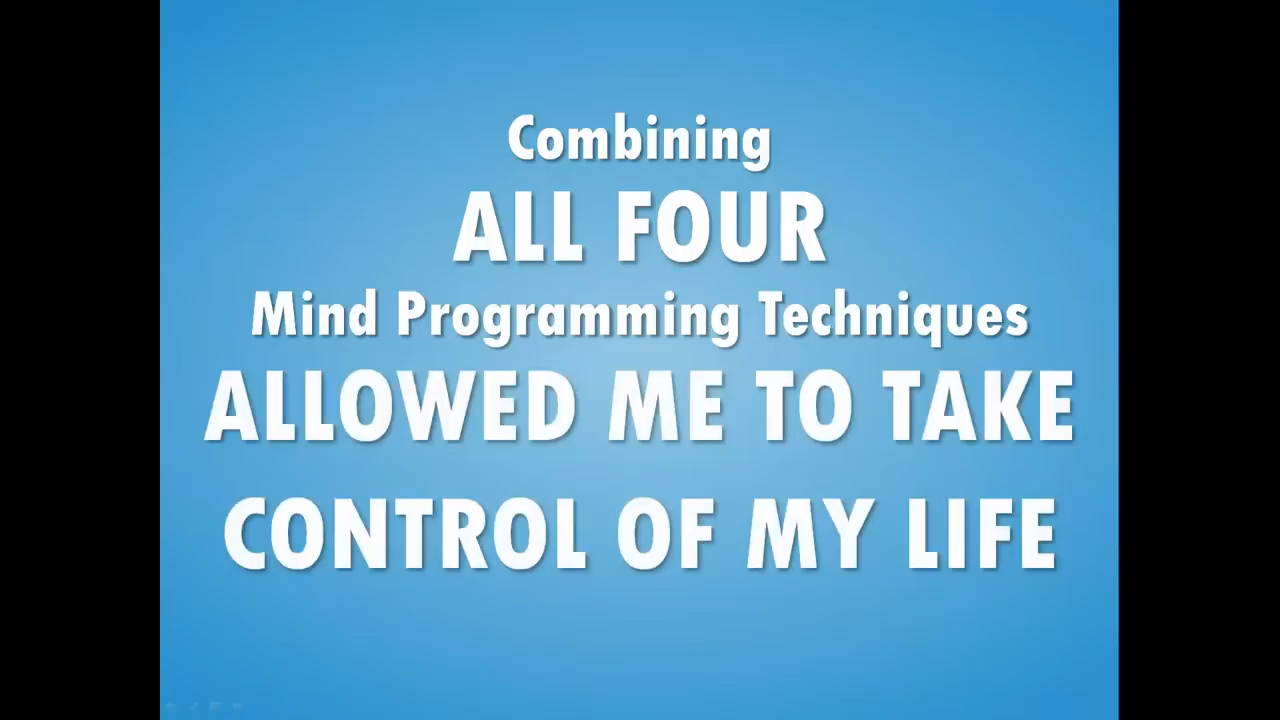 Combining
ALL FOUR
Mind Programming Techniques
ALLOWED ME TO TAKE
CONTROL OF MY LIFE